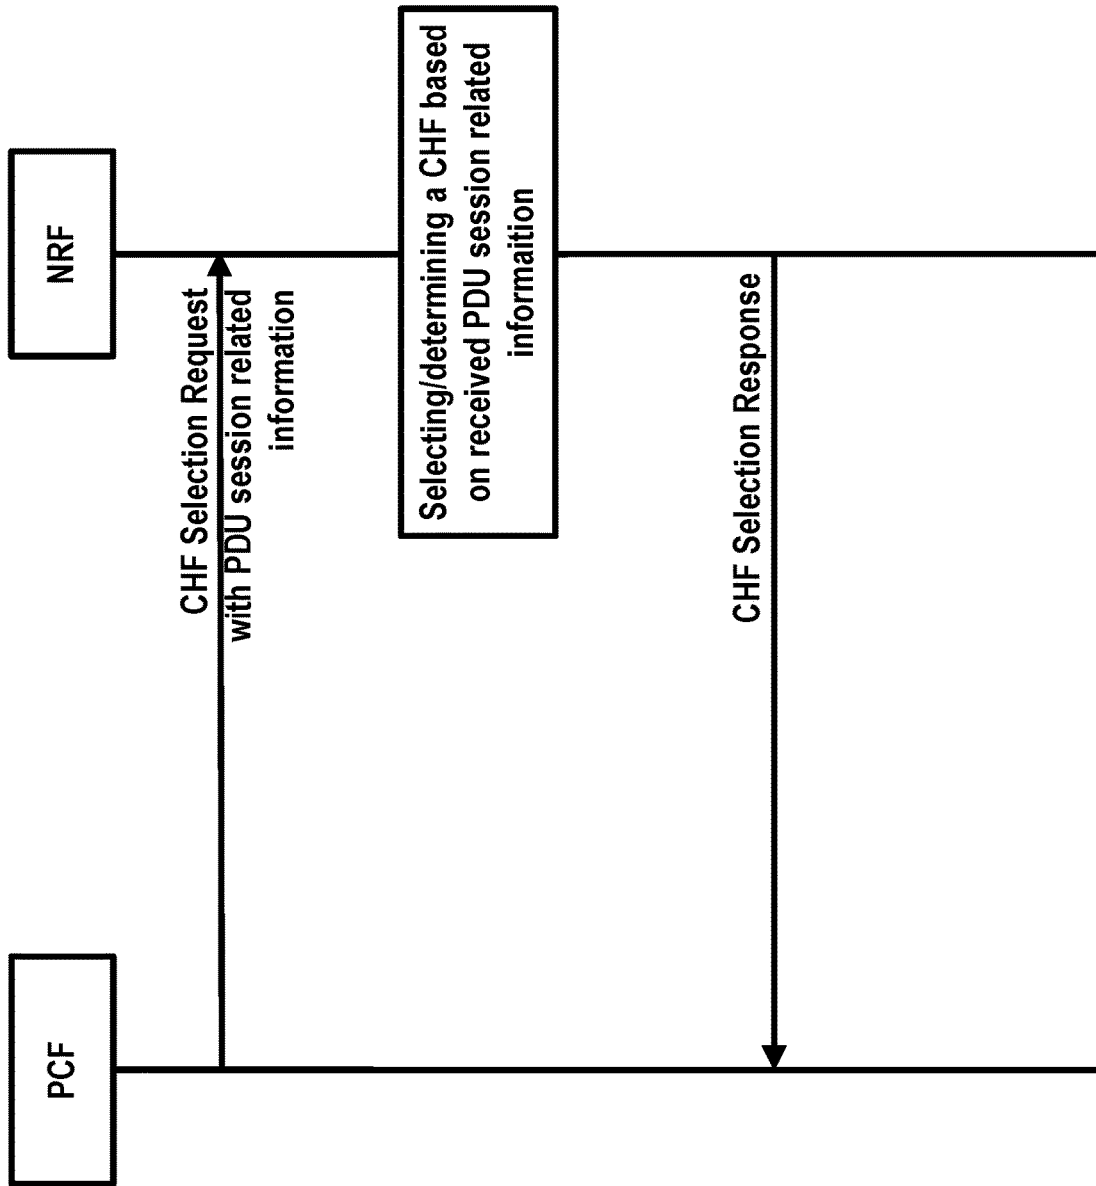 PCF
NRF
CHF Selection Request
with PDU session related
information
Selecting/determining a CHF based
on received PDU session related
informaition
CHF Selection Response